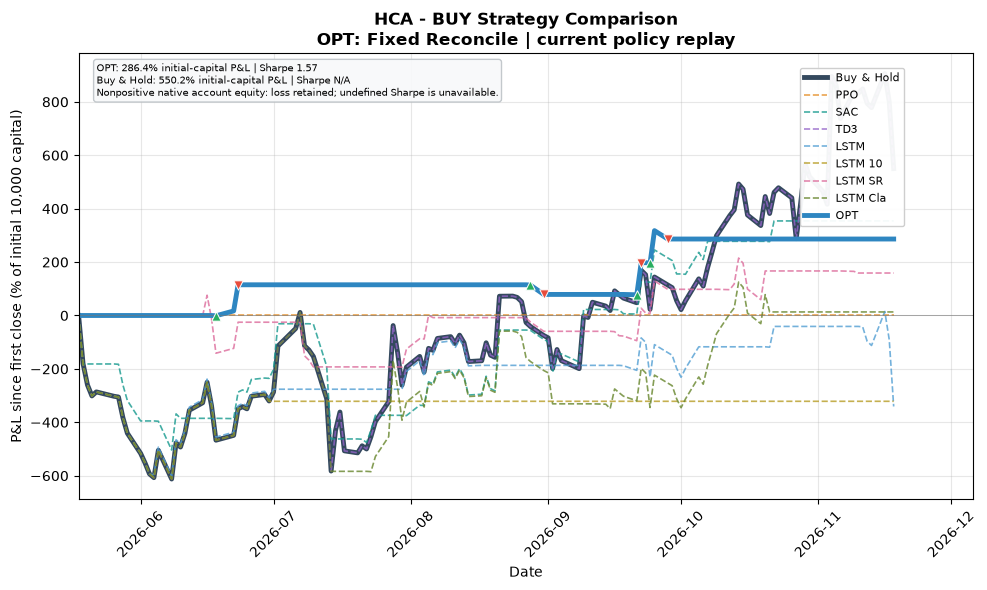 HCA - BUY Strategy Comparison
OPT: Fixed Reconcile | current policy replay
OPT: 286.4% initial-capital P&L | Sharpe 1.57
Buy & Hold: 550.2% initial-capital P&L | Sharpe N/A
Nonpositive native account equity: loss retained; undefined Sharpe is unavailable.
Buy & Hold
PPO
SAC
TD3
LSTM
LSTM 10
LSTM SR
LSTM Cla
OPT
P&L since first close (% of initial 10,000 capital)
800
600
400
200
0
−200
−400
−600
2026-06
2026-07
2026-08
2026-09
2026-10
2026-11
2026-12
Date